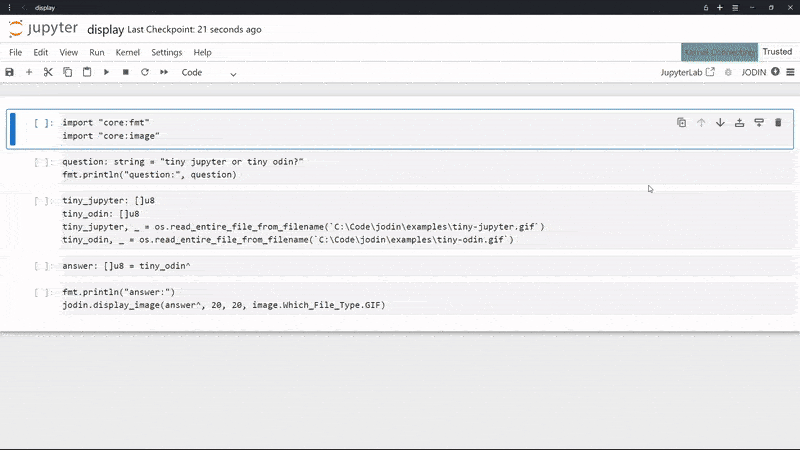 display
jupyter display Last Checkpoint: 21 seconds ago
File Edit View Run Kernel Settings Help
Kernel Connecting Trusted
Code
JupyterLab JODIN
[ ]: import "core:fmt"
import "core:image"
[ ]: question: string = "tiny jupyter or tiny odin?"
fmt.println("question:", question)
[ ]: tiny_jupyter: []u8
tiny_odin: []u8
tiny_jupyter, _ = os.read_entire_file_from_filename(`C:\Code\jodin\examples\tiny-jupyter.gif`)
tiny_odin, _ = os.read_entire_file_from_filename(`C:\Code\jodin\examples\tiny-odin.gif`)
[ ]: answer: []u8 = tiny_odin^
[ ]: fmt.println("answer:")
jodin.display_image(answer^, 20, 20, image.Which_File_Type.GIF)